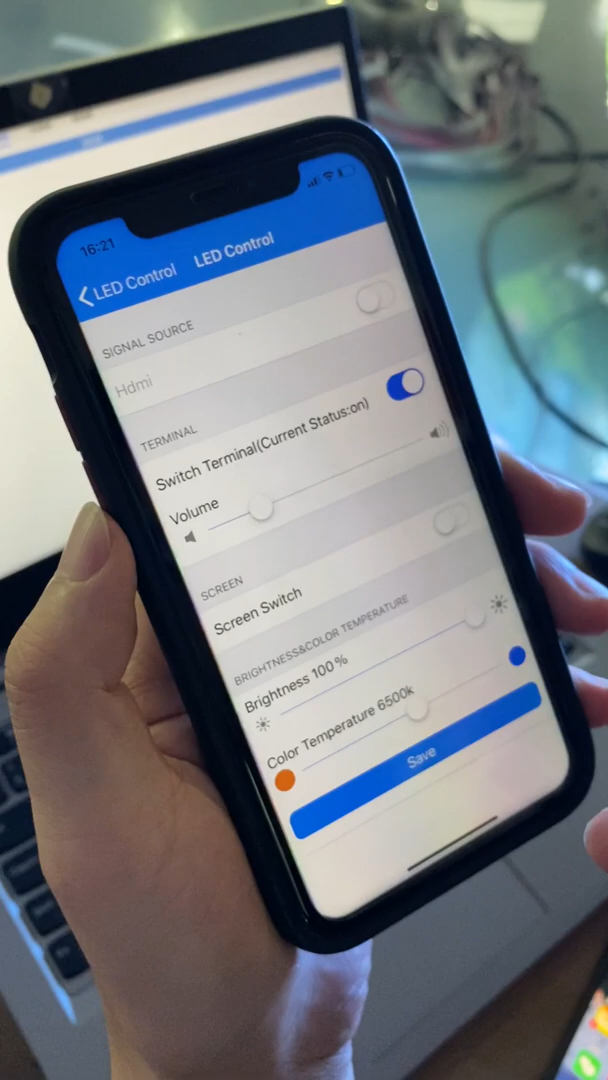 16:21
LED Control
LED Control
SIGNAL SOURCE
Hdmi
TERMINAL
Switch Terminal(Current Status:on)
Volume
SCREEN
Screen Switch
BRIGHTNESS&COLOR TEMPERATURE
Brightness 100%
Color Temperature 6500k
Save